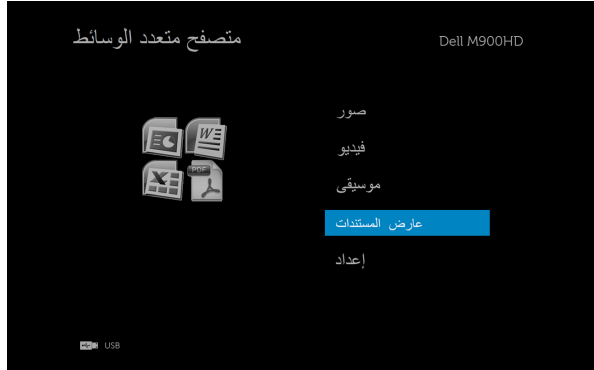 متصفح متعدد الوسائط
Dell M900HD
صور
فيديو
موسيقى
عارض المستندات
إعداد
W
X
PDF
USB